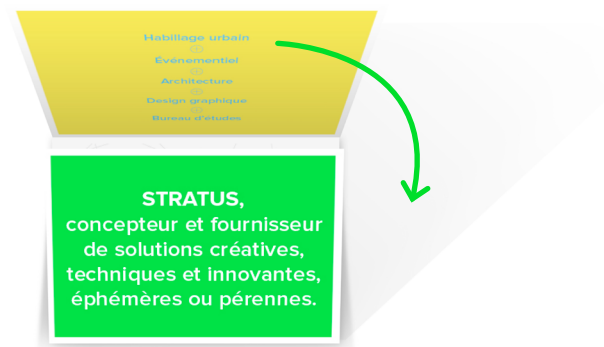 Habillage urbain
Événementiel
Architecture
Design graphique
Bureau d'études
STRATUS,
concepteur et fournisseur
de solutions créatives,
techniques et innovantes,
éphémères ou pérennes.